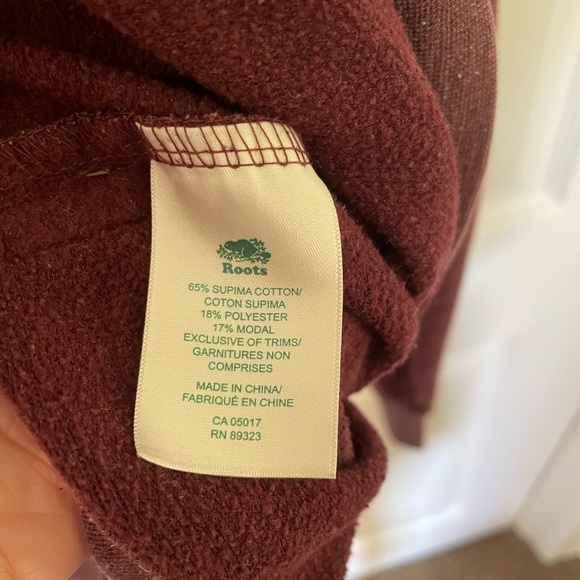 Roots
65% SUPIMA COTTON/
COTON SUPIMA
18% POLYESTER
17% MODAL
EXCLUSIVE OF TRIMS/
GARNITURES NON
COMPRISES
MADE IN CHINA/
FABRIQUÉ EN CHINE
CA 05017
RN 89323